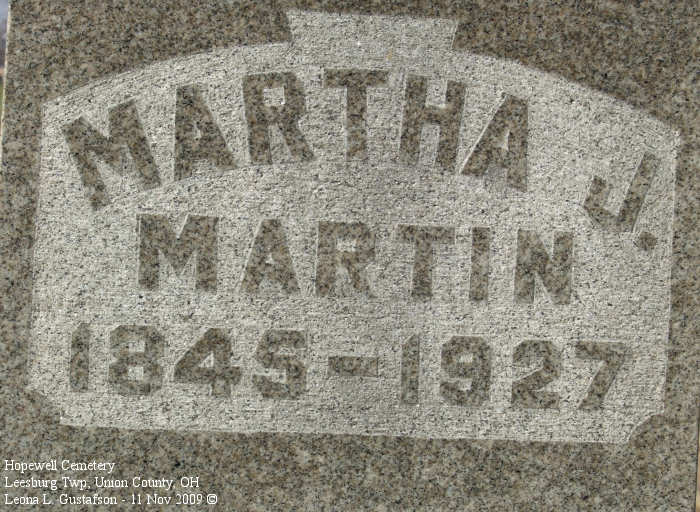 MARTHA J.
MARTIN
1845-1927
Hopewell Cemetery
Leesburg Twp, Union County, OH
Leona L. Gustafson - 11 Nov 2009 ©